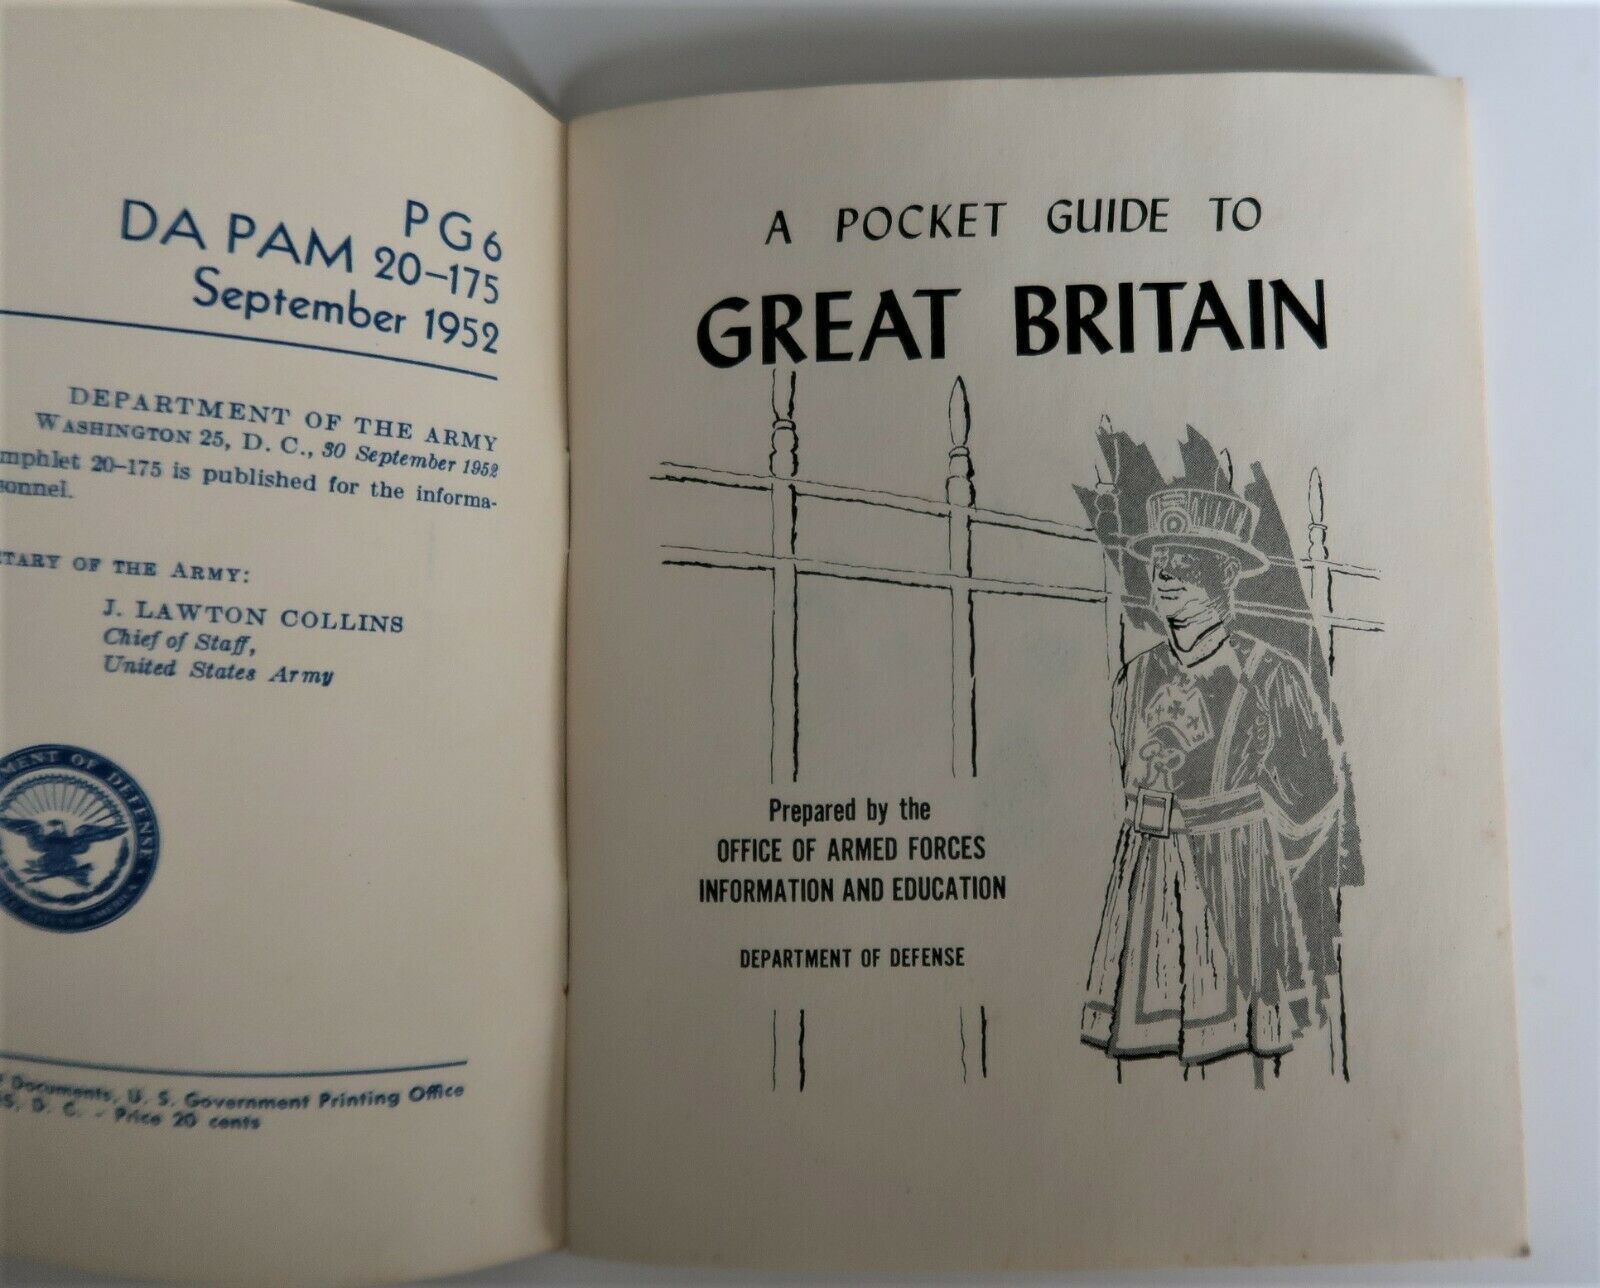 PG6
DA PAM 20-175
September 1952
DEPARTMENT OF THE ARMY
WASHINGTON 25, D. C., 30 September 1952
mphlet 20-175 is published for the informa-
sonnel.
TARY OF THE ARMY:
J. LAWTON COLLINS
Chief of Staff,
United States Army
MENT OF DEFENSE
Documents, U. S. Government Printing Office
D. C. - Price 20 cents
A POCKET GUIDE TO
GREAT BRITAIN
Prepared by the
OFFICE OF ARMED FORCES
INFORMATION AND EDUCATION
DEPARTMENT OF DEFENSE